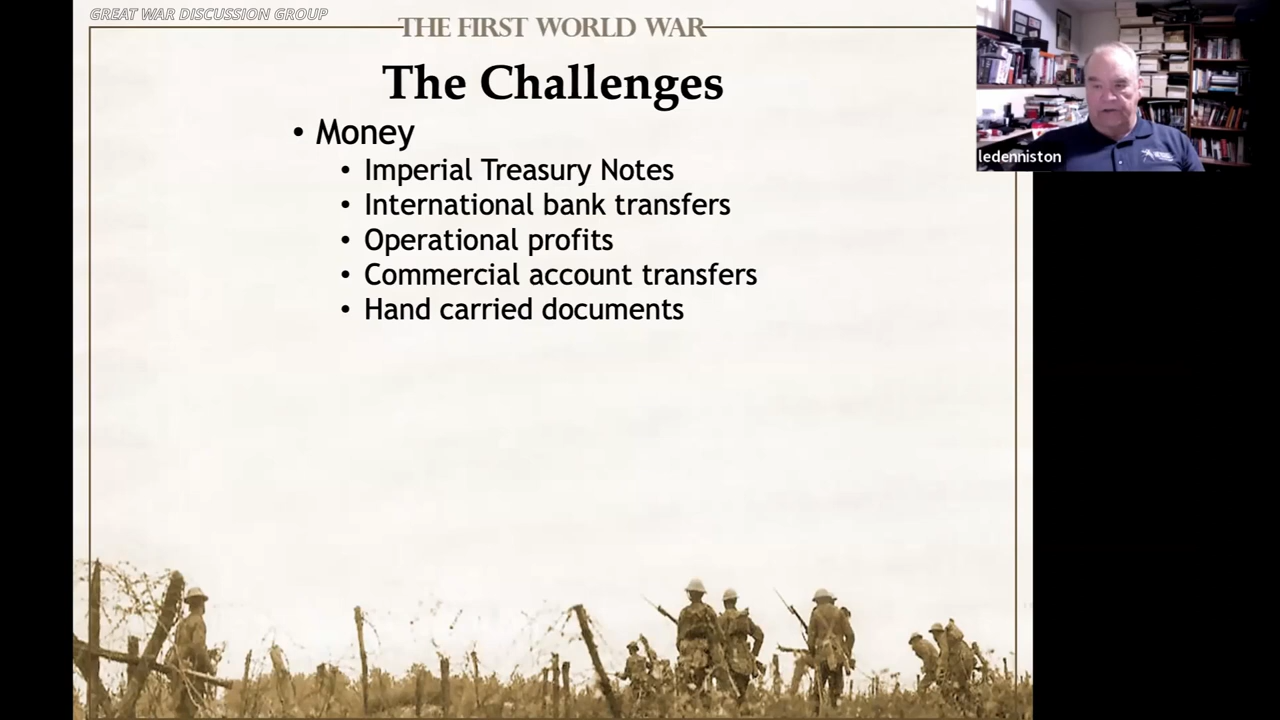 GREAT WAR DISCUSSION GROUP
THE FIRST WORLD WAR
The Challenges
• Money
• Imperial Treasury Notes
• International bank transfers
• Operational profits
• Commercial account transfers
• Hand carried documents
ledenniston